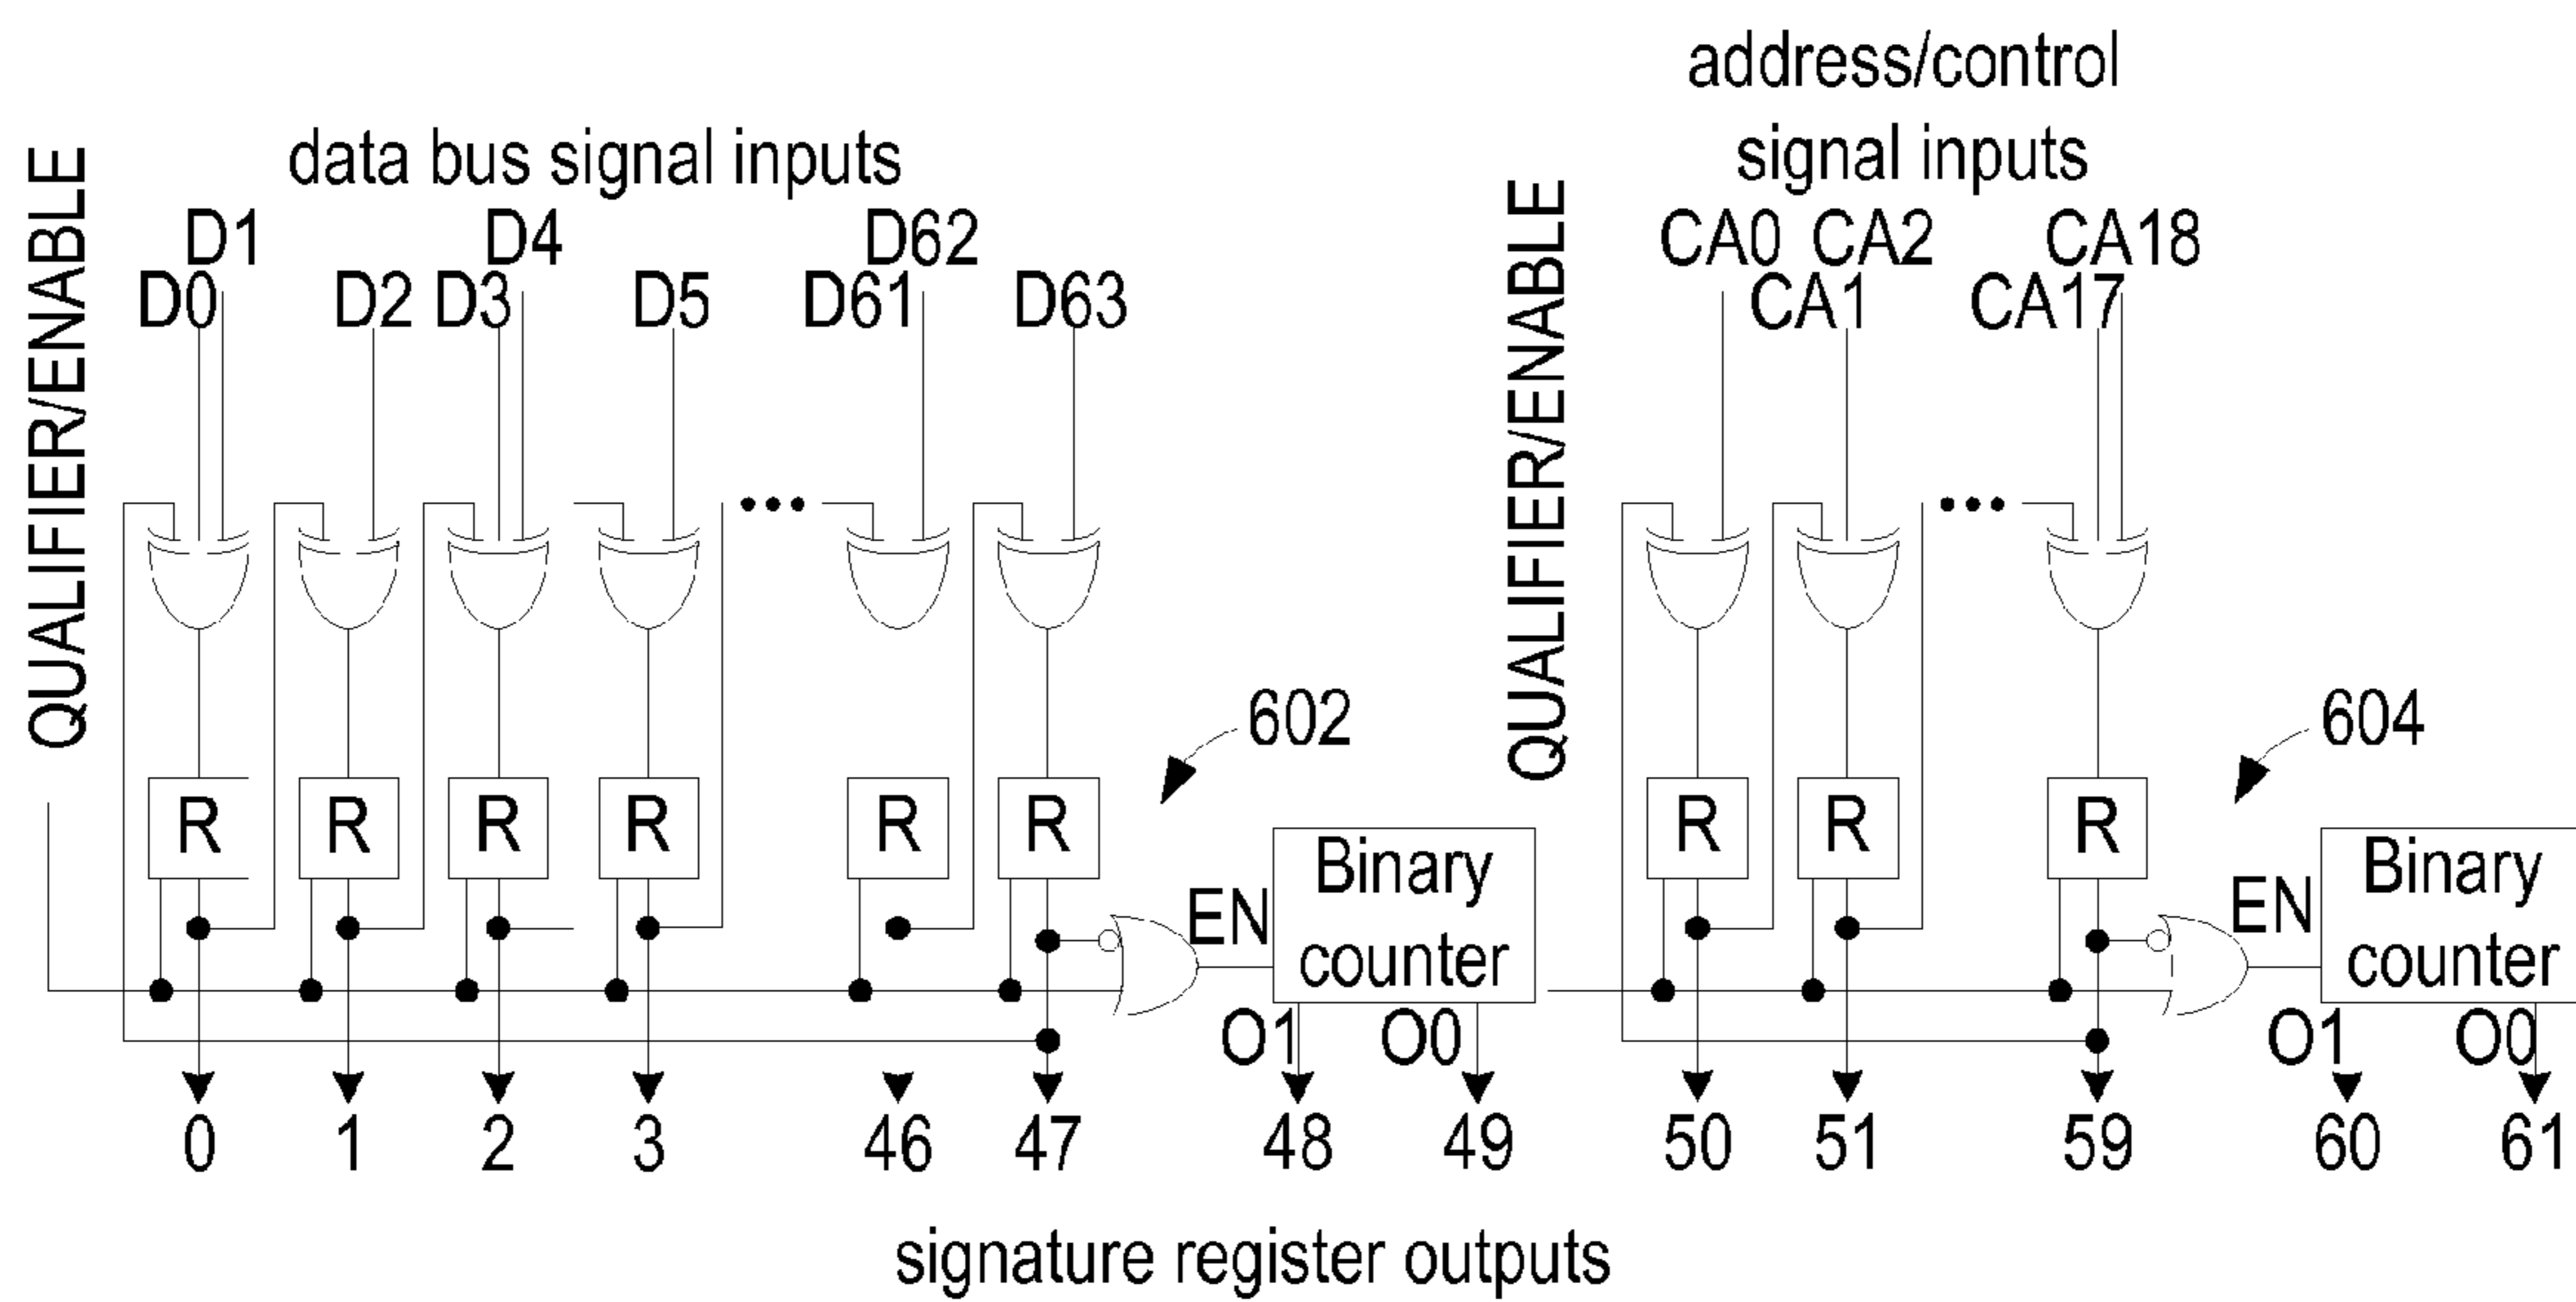 address/control
signal inputs
data bus signal inputs
QUALIFIER/ENABLE
QUALIFIER/ENABLE
D1 D4 D62 CA0 CA2 CA18
D0 D2 D3 D5 D61 D63 CA1 CA17
602 604
R R R R R R R R R
Binary
counter
EN
O1 O0
Binary
counter
EN
O1 O0
0 1 2 3 46 47 48 49 50 51 59 60 61
signature register outputs